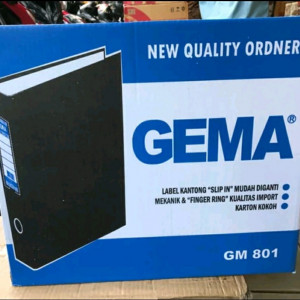 NEW QUALITY ORDNER
GEMA®
LABEL KANTONG "SLIP IN" MUDAH DIGANTI
MEKANIK & "FINGER RING" KUALITAS IMPORT
KARTON KOKOH
GM 801